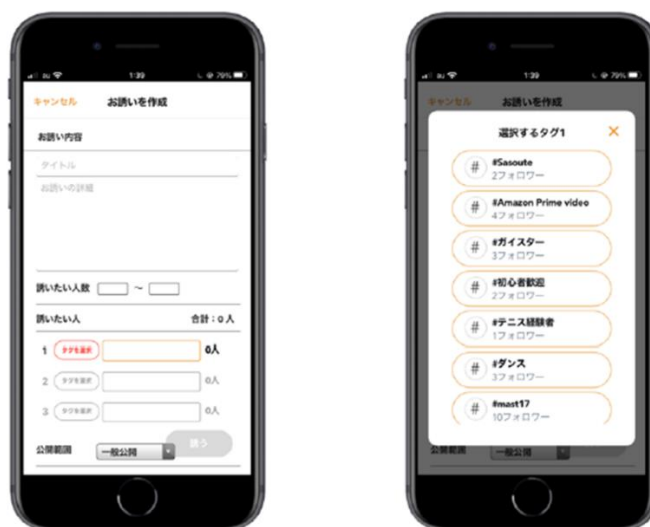 au 1:39 79%
キャンセル お誘いを作成
お誘い内容
タイトル
お誘いの詳細
誘いたい人数 ~
誘いたい人 合計:0人
1 タグを選択 0人
2 タグを選択 0人
3 タグを選択 0人
公開範囲 一般公開 誘う
au 1:39 79%
キャンセル お誘いを作成
選択するタグ1 ×
# #Sasoute
2フォロワー
# #Amazon Prime video
4フォロワー
# #ガイスター
3フォロワー
# #初心者歓迎
2フォロワー
# #テニス経験者
1フォロワー
# #ダンス
3フォロワー
# #mast17
10フォロワー
公開範囲 一般公開